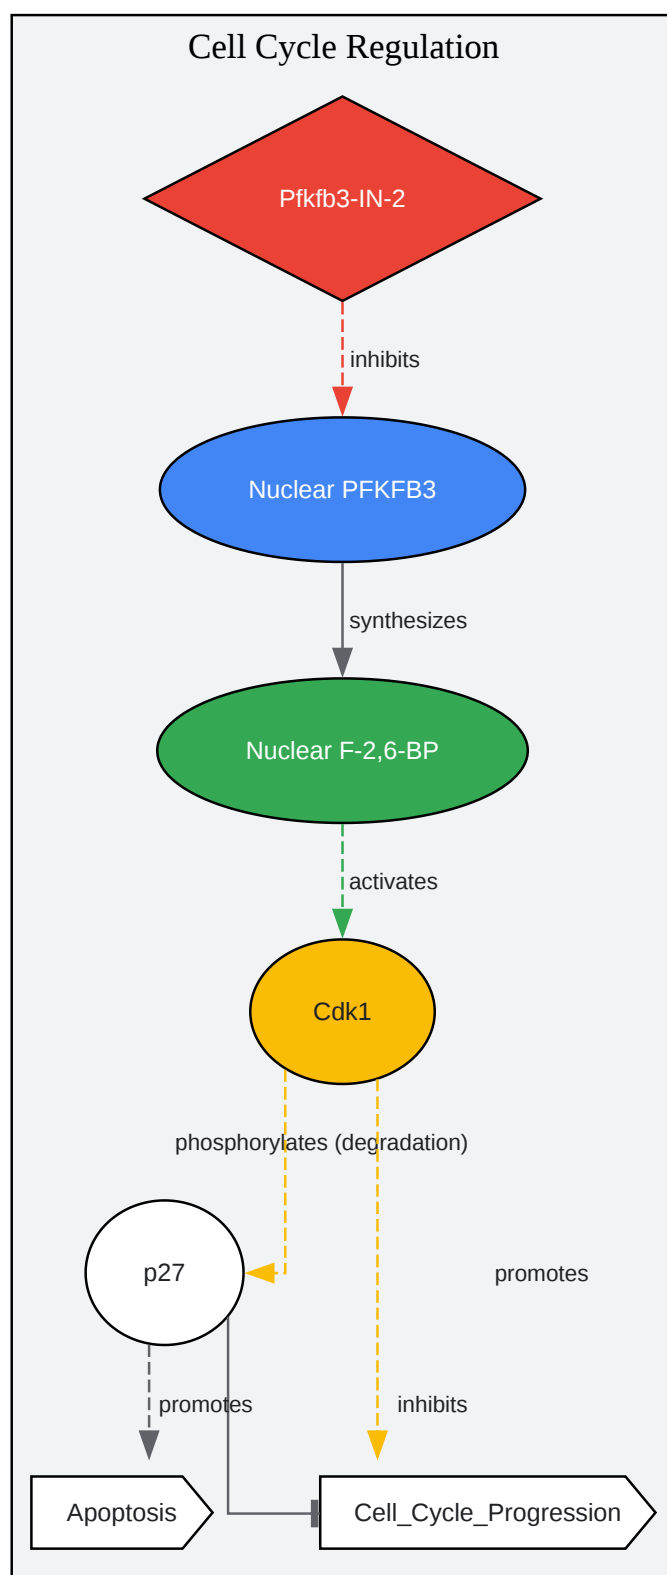 Cell Cycle Regulation
Pfkfb3-IN-2
inhibits
Nuclear PFKFB3
synthesizes
Nuclear F-2,6-BP
activates
Cdk1
phosphorylates (degradation)
p27
promotes
promotes
inhibits
Apoptosis
Cell_Cycle_Progression